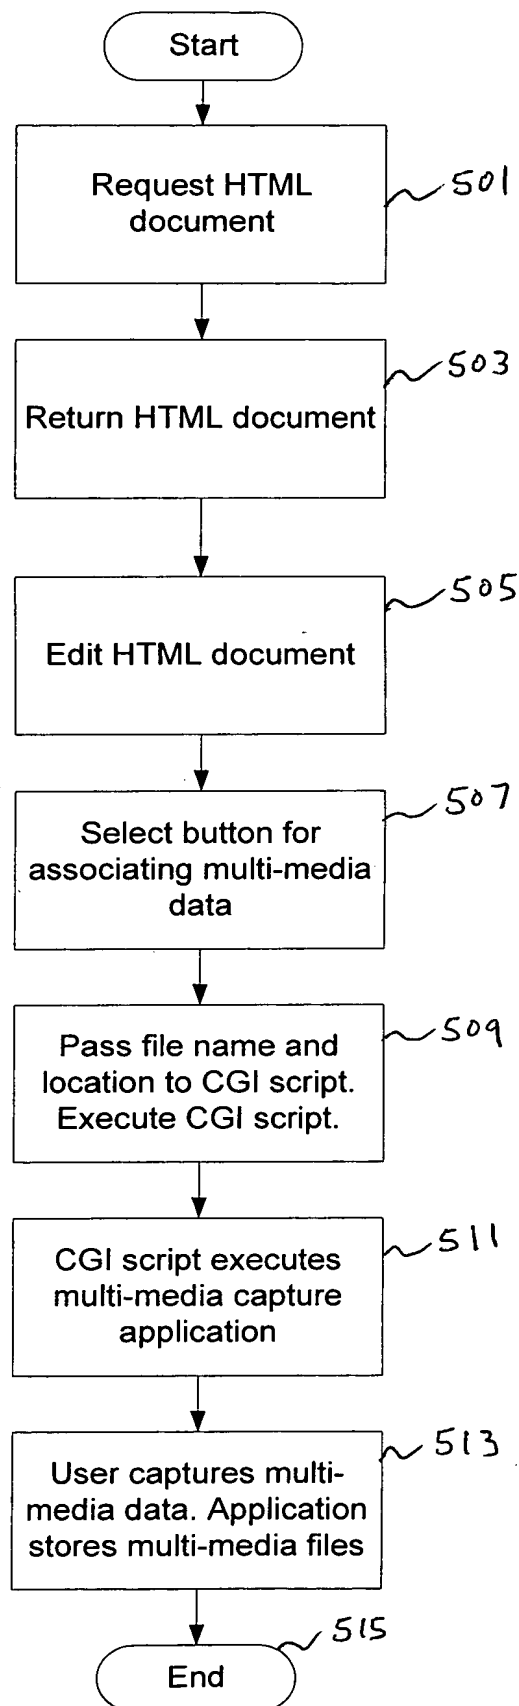 Start
Request HTML
document
501
Return HTML document
503
Edit HTML document
505
Select button for
associating multi-media
data
507
Pass file name and
location to CGI script.
Execute CGI script.
509
CGI script executes
multi-media capture
application
511
User captures multi-
media data. Application
stores multi-media files
513
End
515